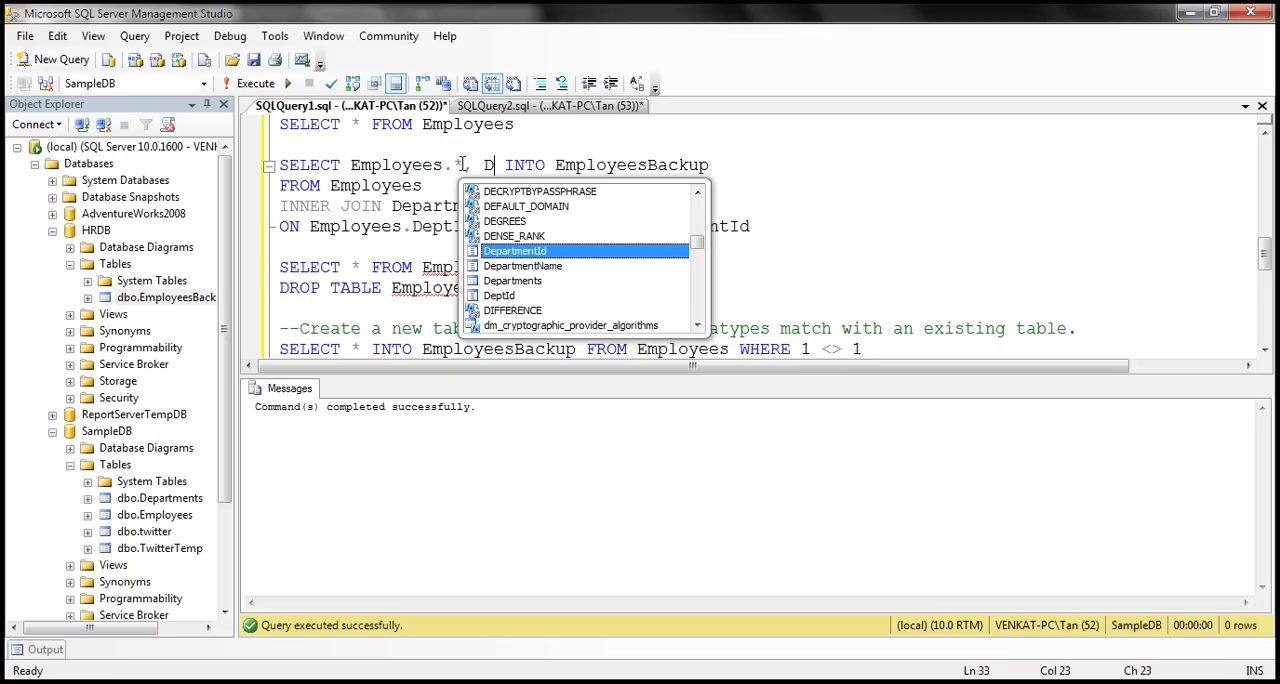 Microsoft SQL Server Management Studio
File Edit View Query Project Debug Tools Window Community Help
New Query
SampleDB Execute
Object Explorer
SQLQuery1.sql - (...KAT-PC\Tan (52))* SQLQuery2.sql - (...KAT-PC\Tan (53))*
Connect
(local) (SQL Server 10.0.1600 - VENKA
Databases
System Databases
Database Snapshots
AdventureWorks2008
HRDB
Database Diagrams
Tables
System Tables
dbo.EmployeesBack
Views
Synonyms
Programmability
Service Broker
Storage
Security
ReportServerTempDB
SampleDB
Database Diagrams
Tables
System Tables
dbo.Departments
dbo.Employees
dbo.twitter
dbo.TwitterTemp
Views
Synonyms
Programmability
Service Broker
SELECT * FROM Employees
SELECT Employees.*, D INTO EmployeesBackup
FROM Employees
INNER JOIN Departm
ON Employees.DeptI ntId
SELECT * FROM Empl
DROP TABLE Employe
--Create a new tab atypes match with an existing table.
SELECT * INTO EmployeesBackup FROM Employees WHERE 1 <> 1
DECRYPTBYPASSPHRASE
DEFAULT_DOMAIN
DEGREES
DENSE_RANK
DepartmentId
DepartmentName
Departments
DeptId
DIFFERENCE
dm_cryptographic_provider_algorithms
Messages
Command(s) completed successfully.
Query executed successfully. (local) (10.0 RTM) VENKAT-PC\Tan (52) SampleDB 00:00:00 0 rows
Output
Ready Ln 33 Col 23 Ch 23 INS